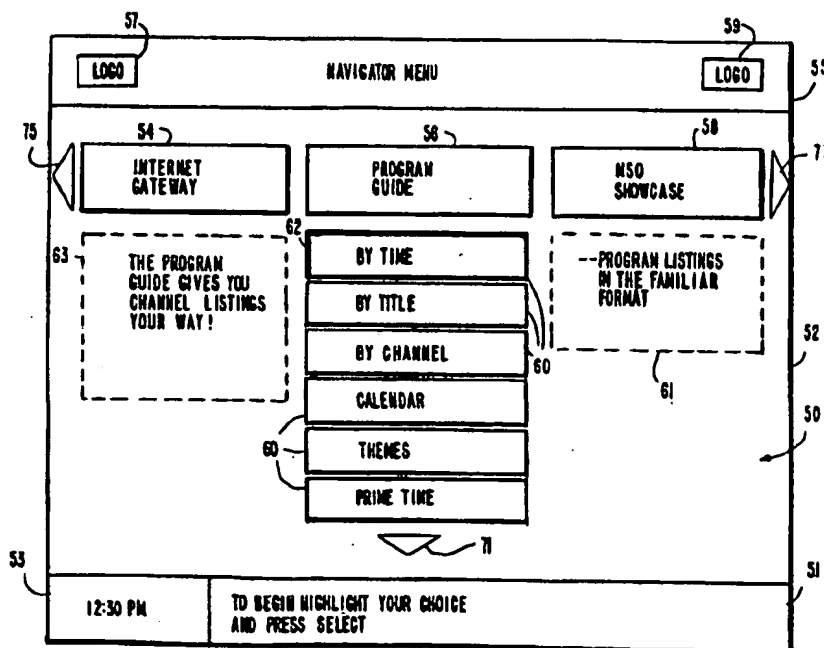 57
59
LOGO
NAVIGATOR MENU
LOGO
55
75
54
56
58
77
INTERNET
GATEWAY
PROGRAM
GUIDE
MSO
SHOWCASE
63
THE PROGRAM
GUIDE GIVES YOU
CHANNEL LISTINGS
YOUR WAY!
62
BY TIME
BY TITLE
BY CHANNEL
CALENDAR
THEMES
PRIME TIME
60
60
--PROGRAM LISTINGS
IN THE FAMILIAR
FORMAT
61
52
50
71
53
51
12:30 PM
TO BEGIN HIGHLIGHT YOUR CHOICE
AND PRESS SELECT